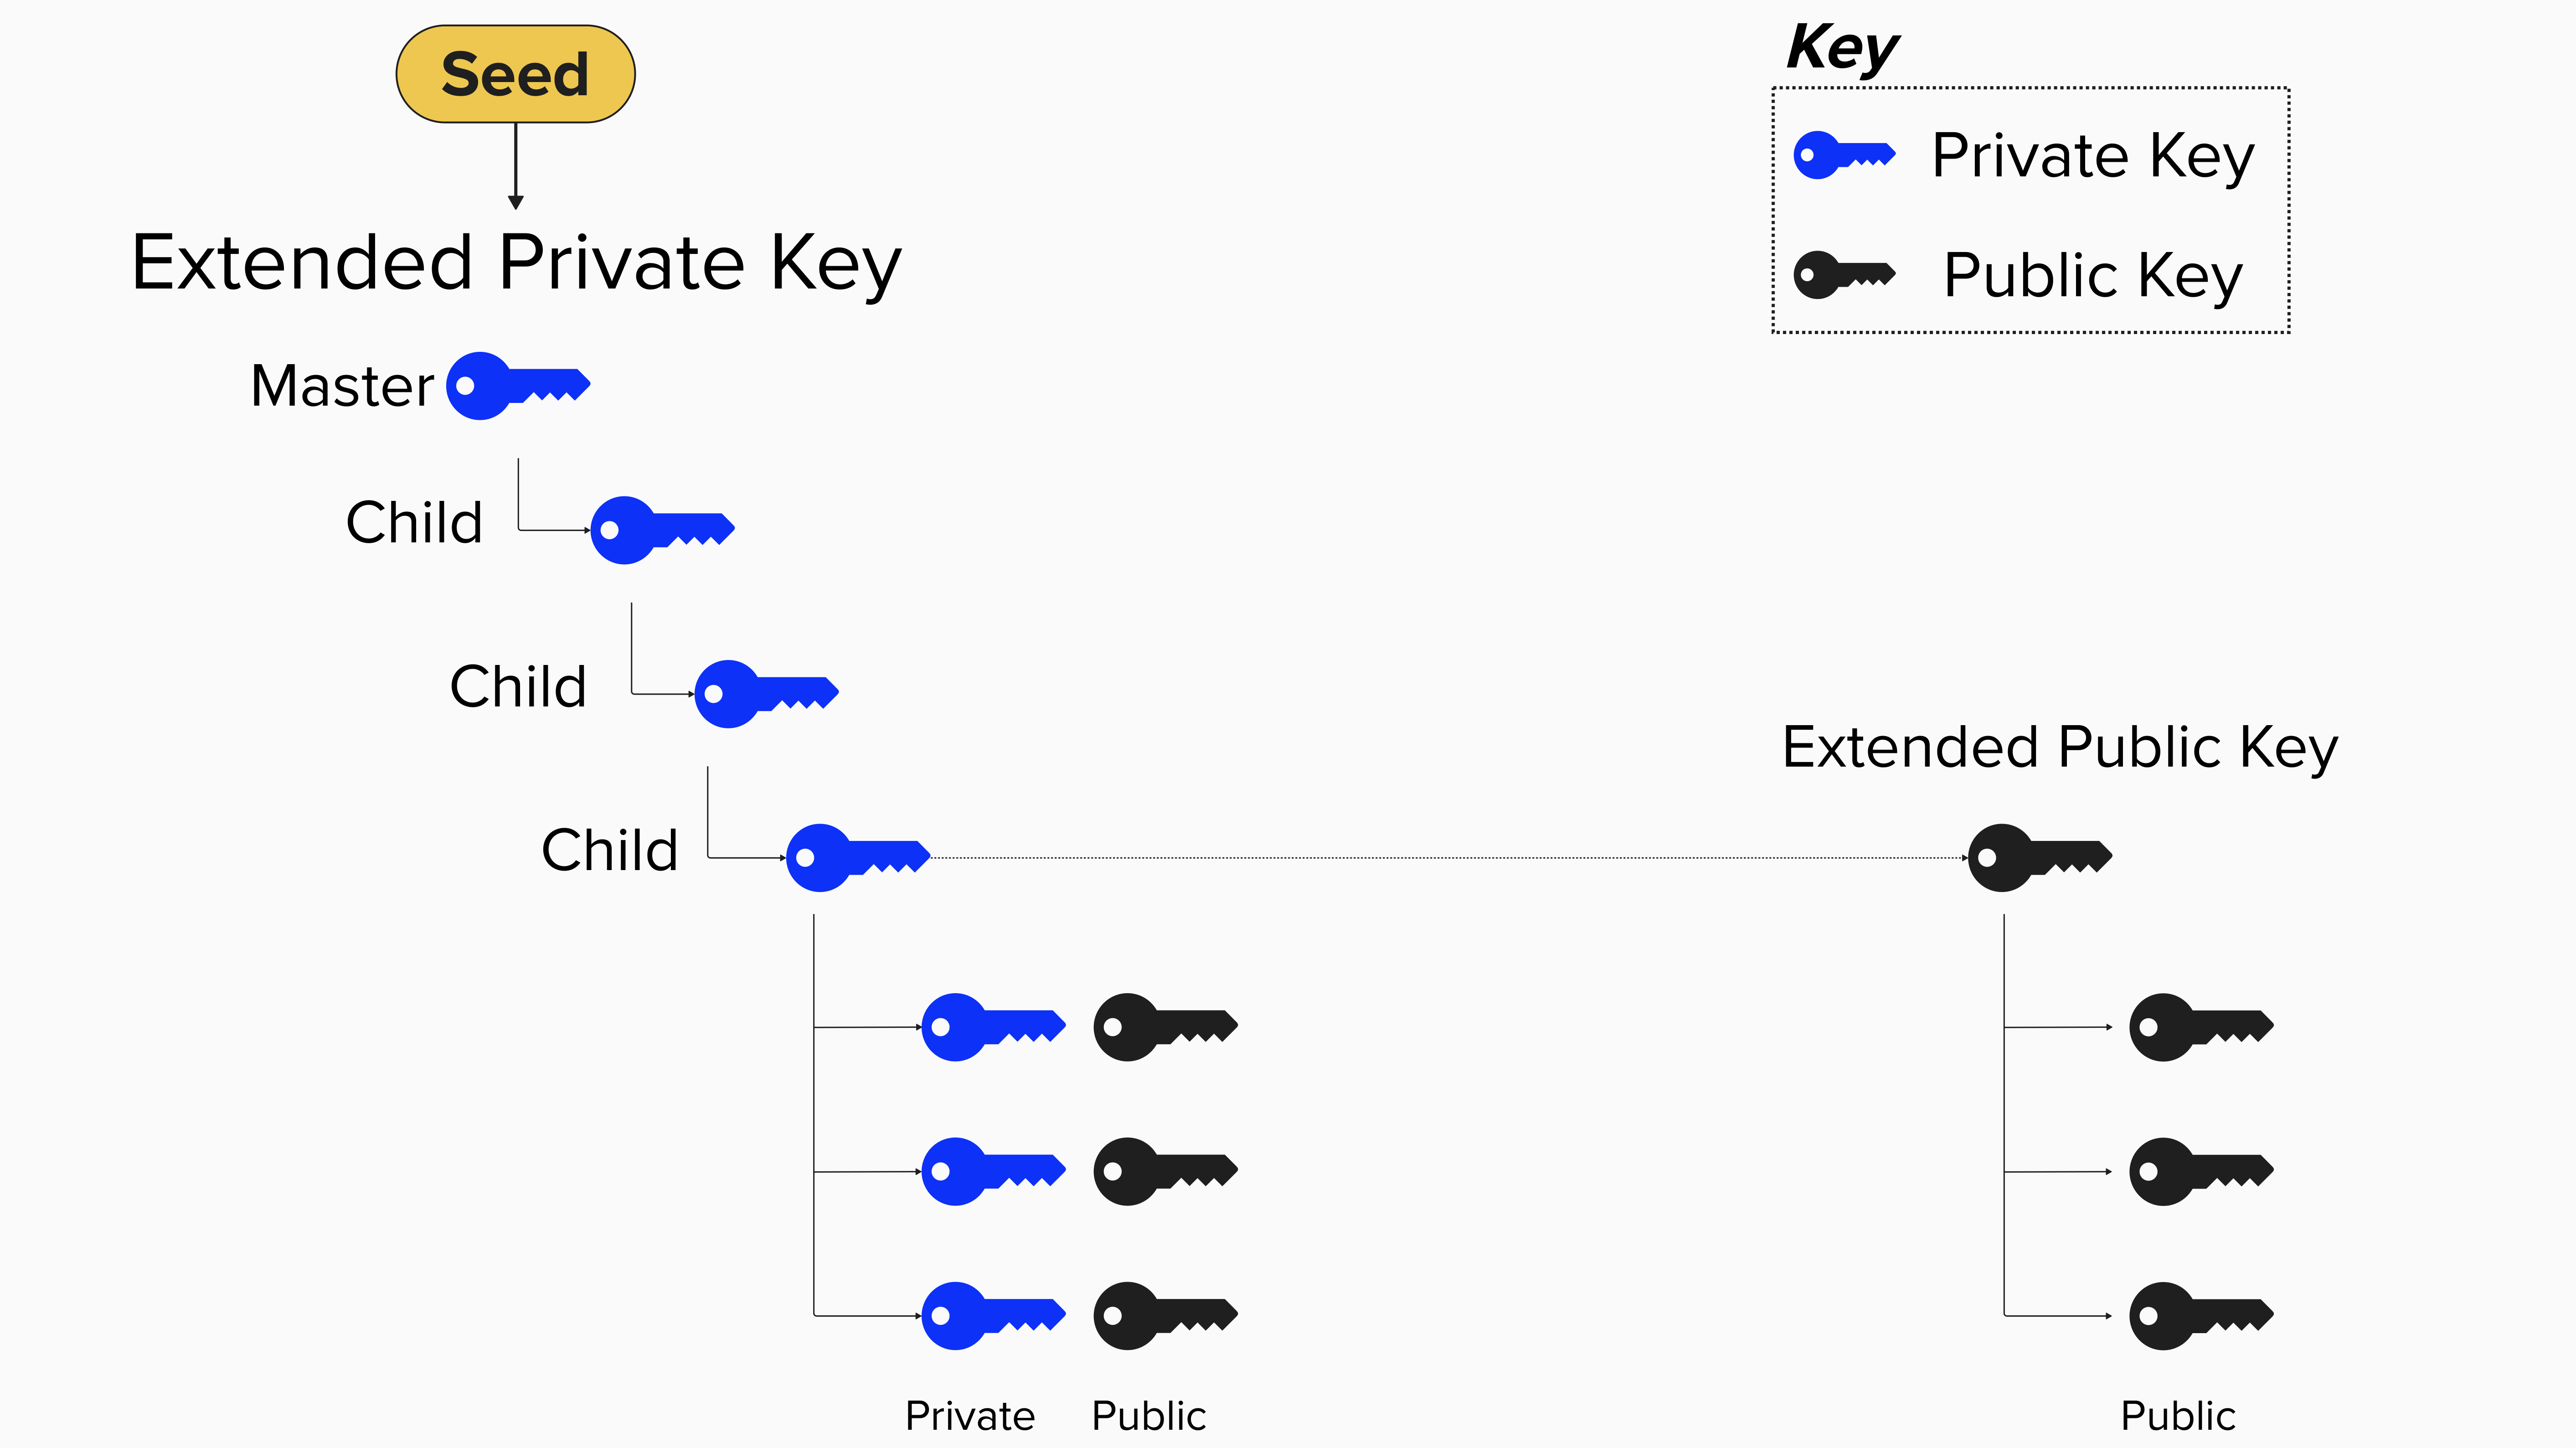 Seed
Key
Private Key
Public Key
Extended Private Key
Master
Child
Child
Extended Public Key
Child
Private Public
Public